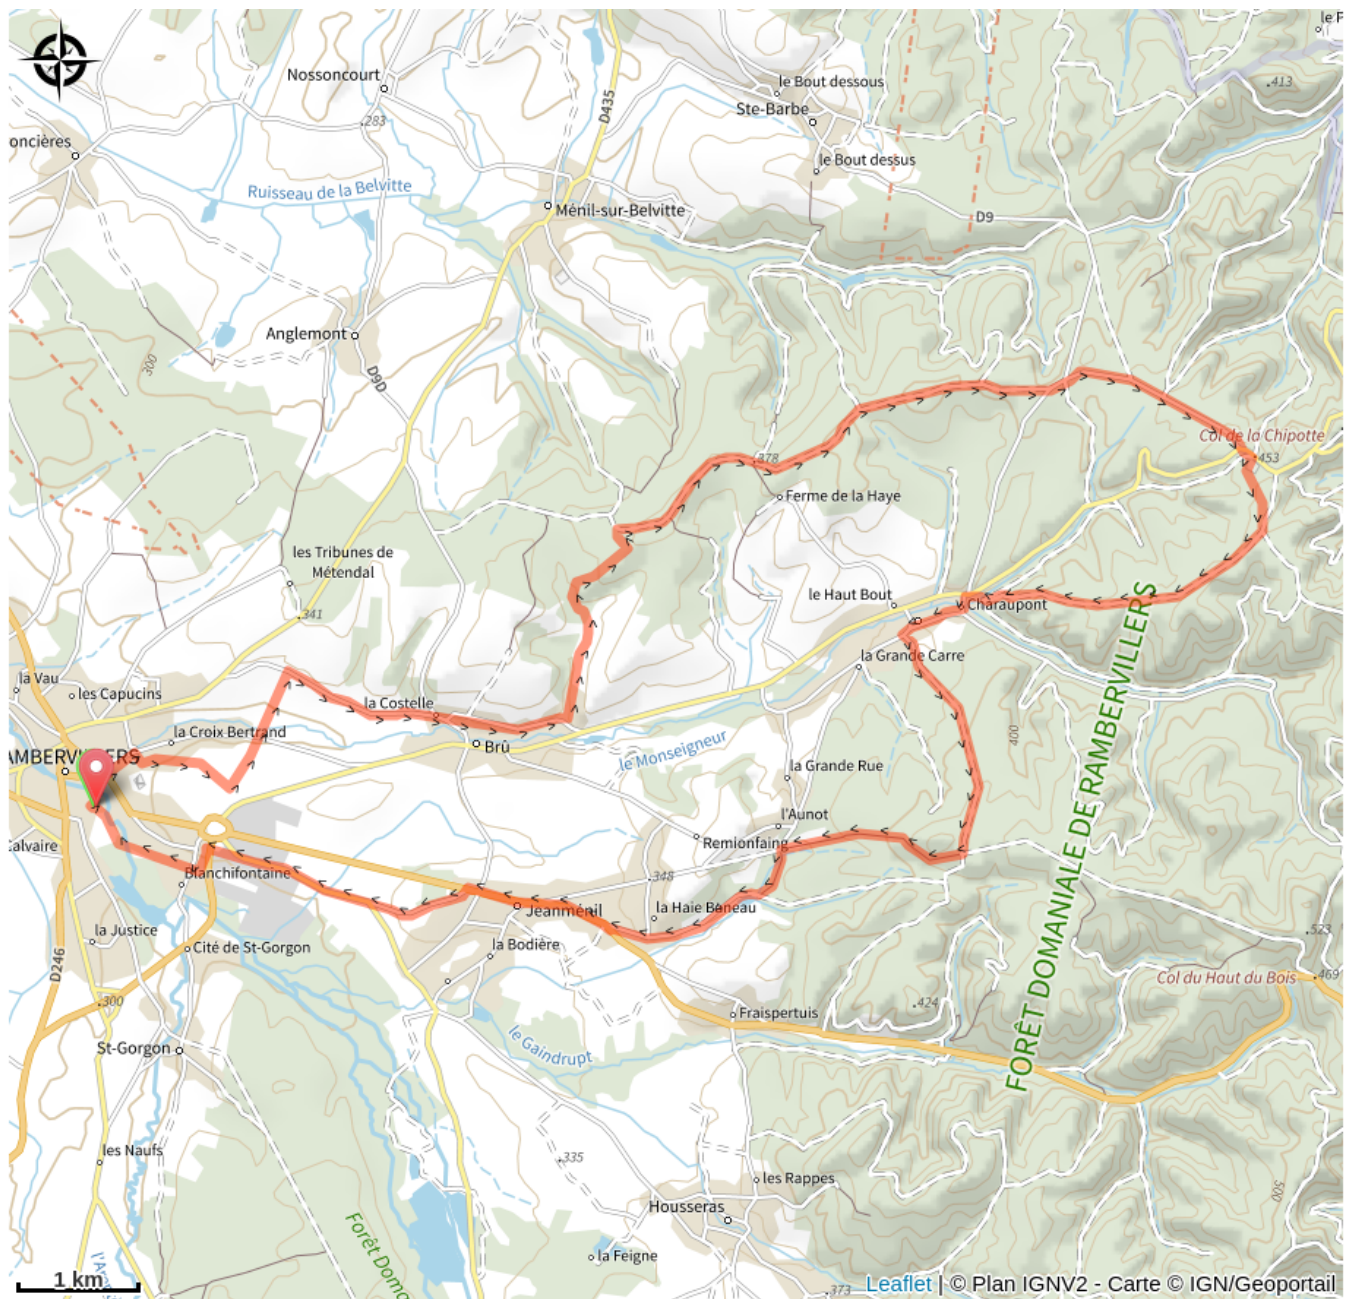 le F
.413
le Bout dessous
Nossoncourt
Ste-Barbe
D435
.283
oncières
le Bout dessus
Ruisseau de la Belvitte
Ménil-sur-Belvitte
D9
Anglemont
300
D9D
Col de la Chipotte
.453
.378
Ferme de la Haye
les Tribunes de
Métendal
le Haut Bout
Charaupont
.341
la Grande Carre
la Vau
les Capucins
la Costelle
la Croix Bertrand
400
Brû
le Monseigneur
AMBERVILLERS
la Grande Rue
FORÊT DOMANIALE DE RAMBERVILLERS
l'Aunot
Calvaire
Remionfaing
Blanchifontaine
.348
la Haie Beneau
Jeanménil
la Justice
.523
la Bodière
Cité de St-Gorgon
D246
Col du Haut du Bois
.469
.300
.424
Fraispertuis
St-Gorgon
le Gaindrupt
les Naufs
.335
les Rappes
500
Housseras
Forêt Domo
la Feigne
1 km
.373
Leaflet | © Plan IGNV2 - Carte © IGN/Geoportail